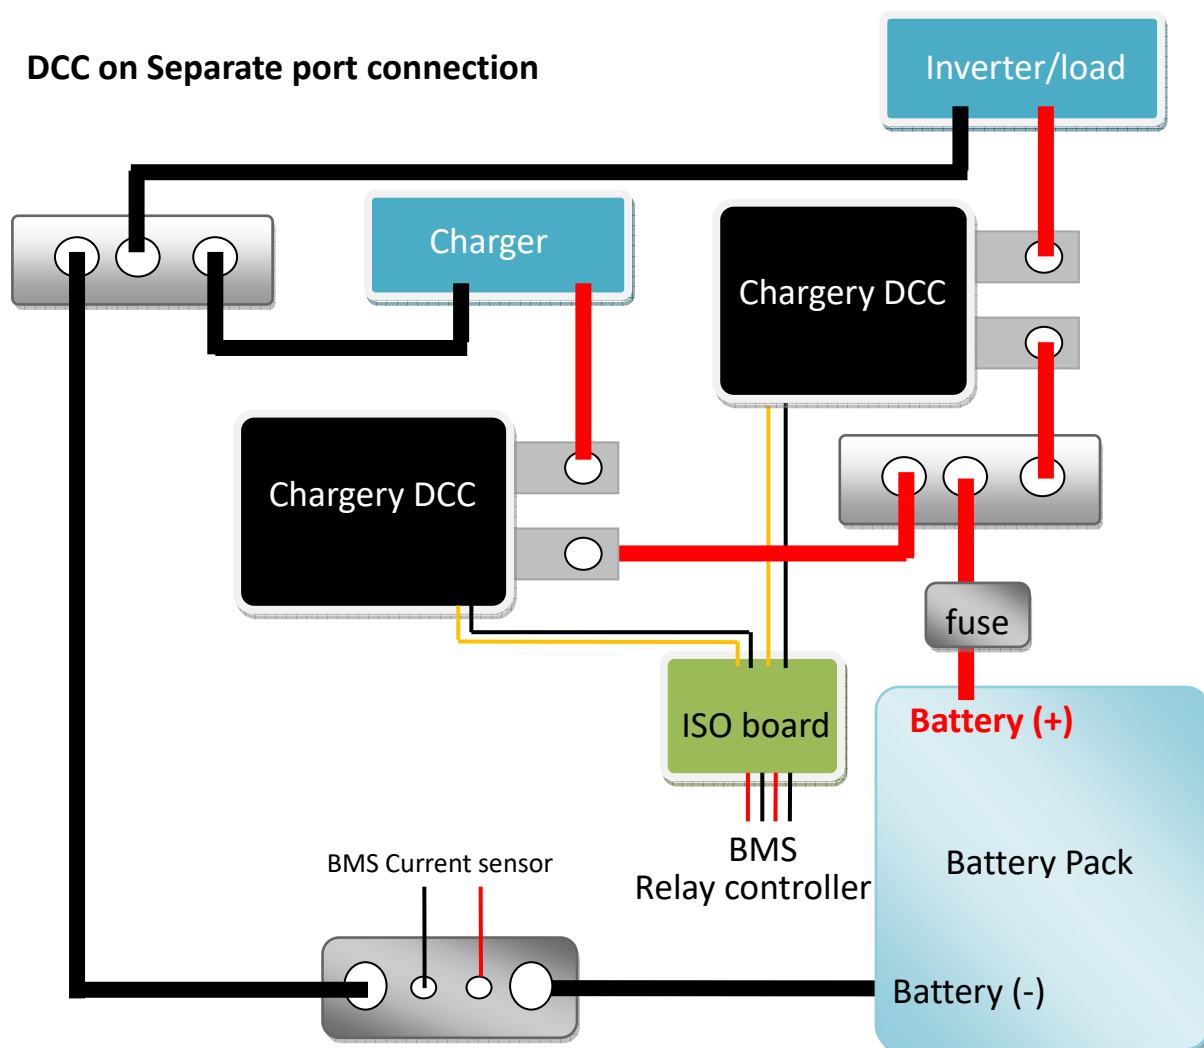 DCC on Separate port connection
Inverter/load
Charger
Chargery DCC
Chargery DCC
fuse
ISO board
Battery (+)
BMS
Relay controller
BMS Current sensor
Battery Pack
Battery (-)